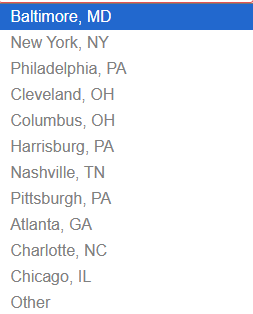 Baltimore, MD
New York, NY
Philadelphia, PA
Cleveland, OH
Columbus, OH
Harrisburg, PA
Nashville, TN
Pittsburgh, PA
Atlanta, GA
Charlotte, NC
Chicago, IL
Other